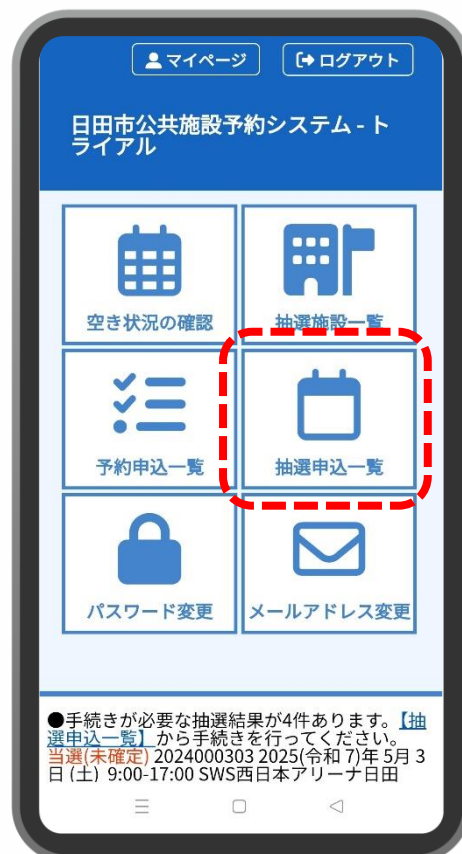 マイページ ログアウト
日田市公共施設予約システム - ト
ライアル
空き状況の確認 抽選施設一覧
予約申込一覧 抽選申込一覧
パスワード変更 メールアドレス変更
●手続きが必要な抽選結果が4件あります。【抽
選申込一覧】から手続きを行ってください。
当選(未確定) 2024000303 2025(令和 7)年 5月 3
日 (土) 9:00-17:00 SWS西日本アリーナ日田